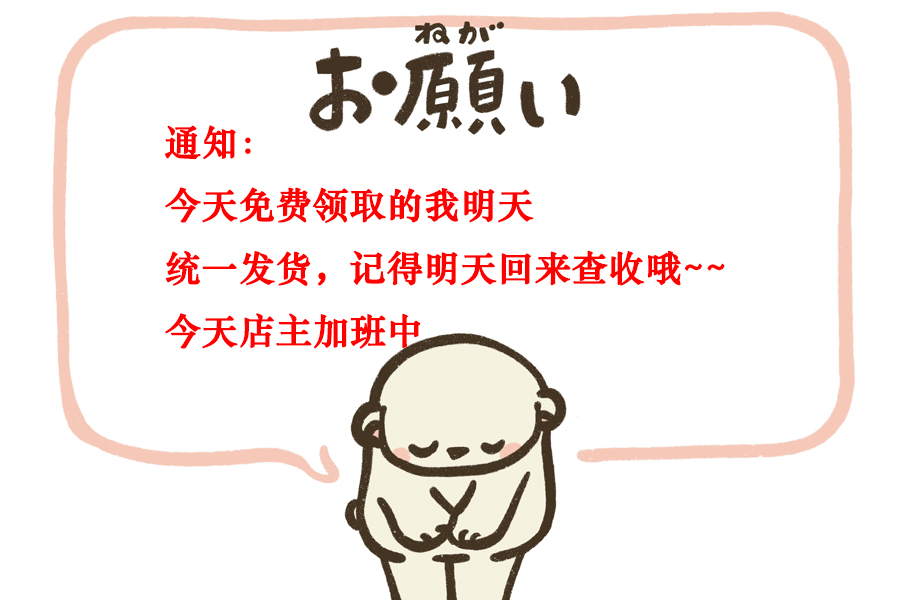 ねが
お願い
通知：
今天免费领取的我明天
统一发货，记得明天回来查收哦~~
今天店主加班中